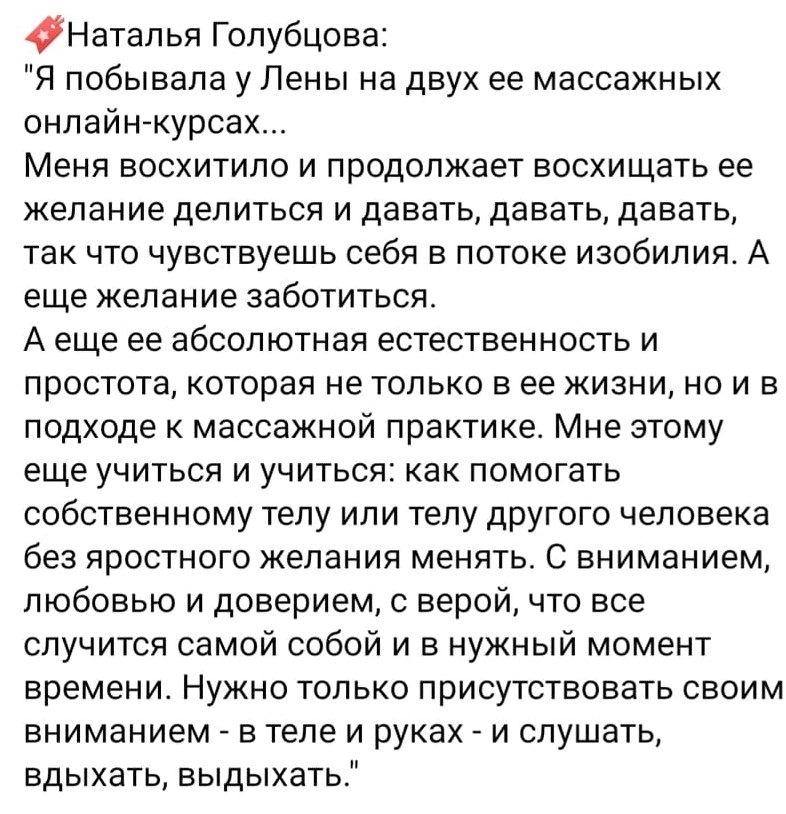 Наталья Голубцова:
"Я побывала у Лены на двух ее массажных
онлайн-курсах...
Меня восхитило и продолжает восхищать ее
желание делиться и давать, давать, давать,
так что чувствуешь себя в потоке изобилия. А
еще желание заботиться.
А еще ее абсолютная естественность и
простота, которая не только в ее жизни, но и в
подходе к массажной практике. Мне этому
еще учиться и учиться: как помогать
собственному телу или телу другого человека
без яростного желания менять. С вниманием,
любовью и доверием, с верой, что все
случится самой собой и в нужный момент
времени. Нужно только присутствовать своим
вниманием - в теле и руках - и слушать,
вдыхать, выдыхать."